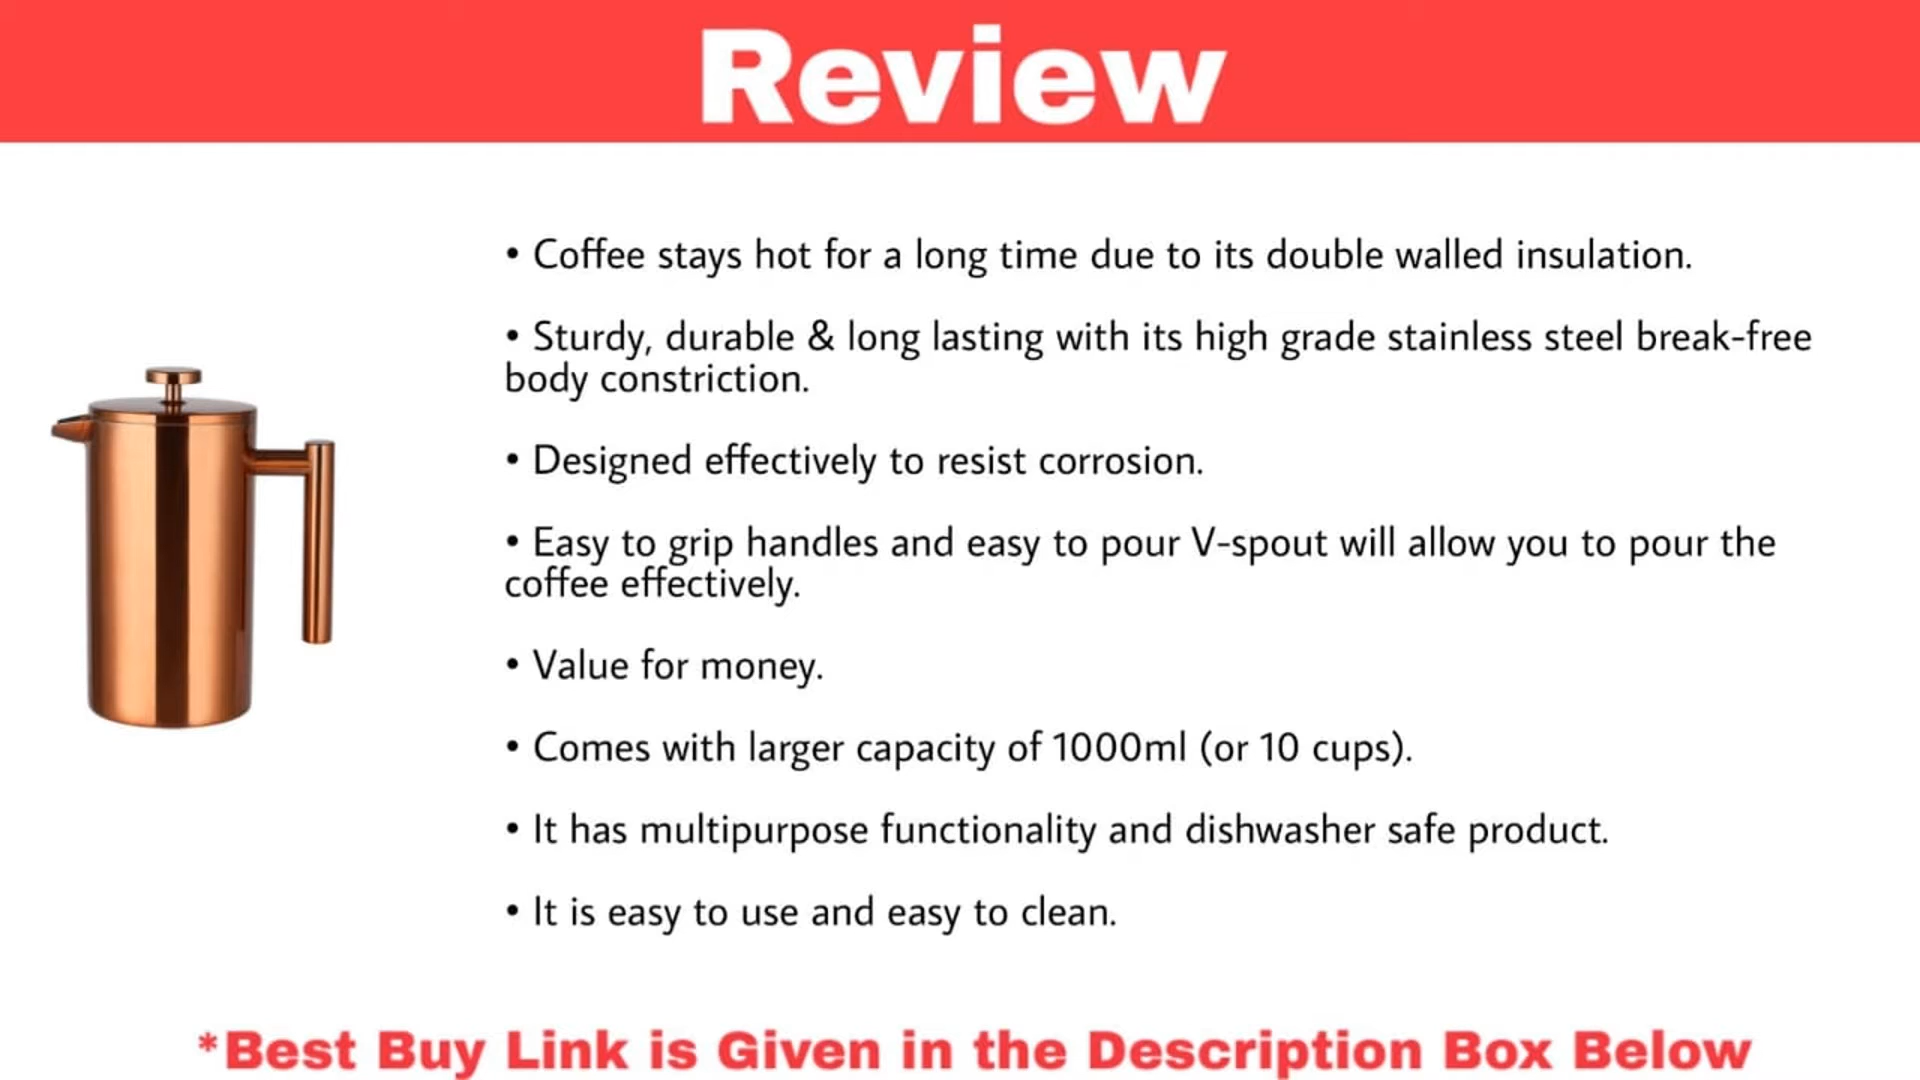 Review
• Coffee stays hot for a long time due to its double walled insulation.
• Sturdy, durable & long lasting with its high grade stainless steel break-free
body constriction.
• Designed effectively to resist corrosion.
• Easy to grip handles and easy to pour V-spout will allow you to pour the
coffee effectively.
• Value for money.
• Comes with larger capacity of 1000ml (or 10 cups).
• It has multipurpose functionality and dishwasher safe product.
• It is easy to use and easy to clean.
*Best Buy Link is Given in the Description Box Below